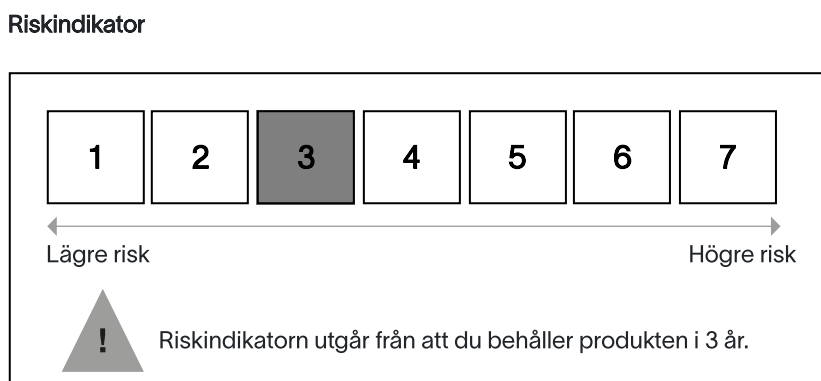 Riskindikator
1 2 3 4 5 6 7
Lägre risk Högre risk
! Riskindikatorn utgår från att du behåller produkten i 3 år.